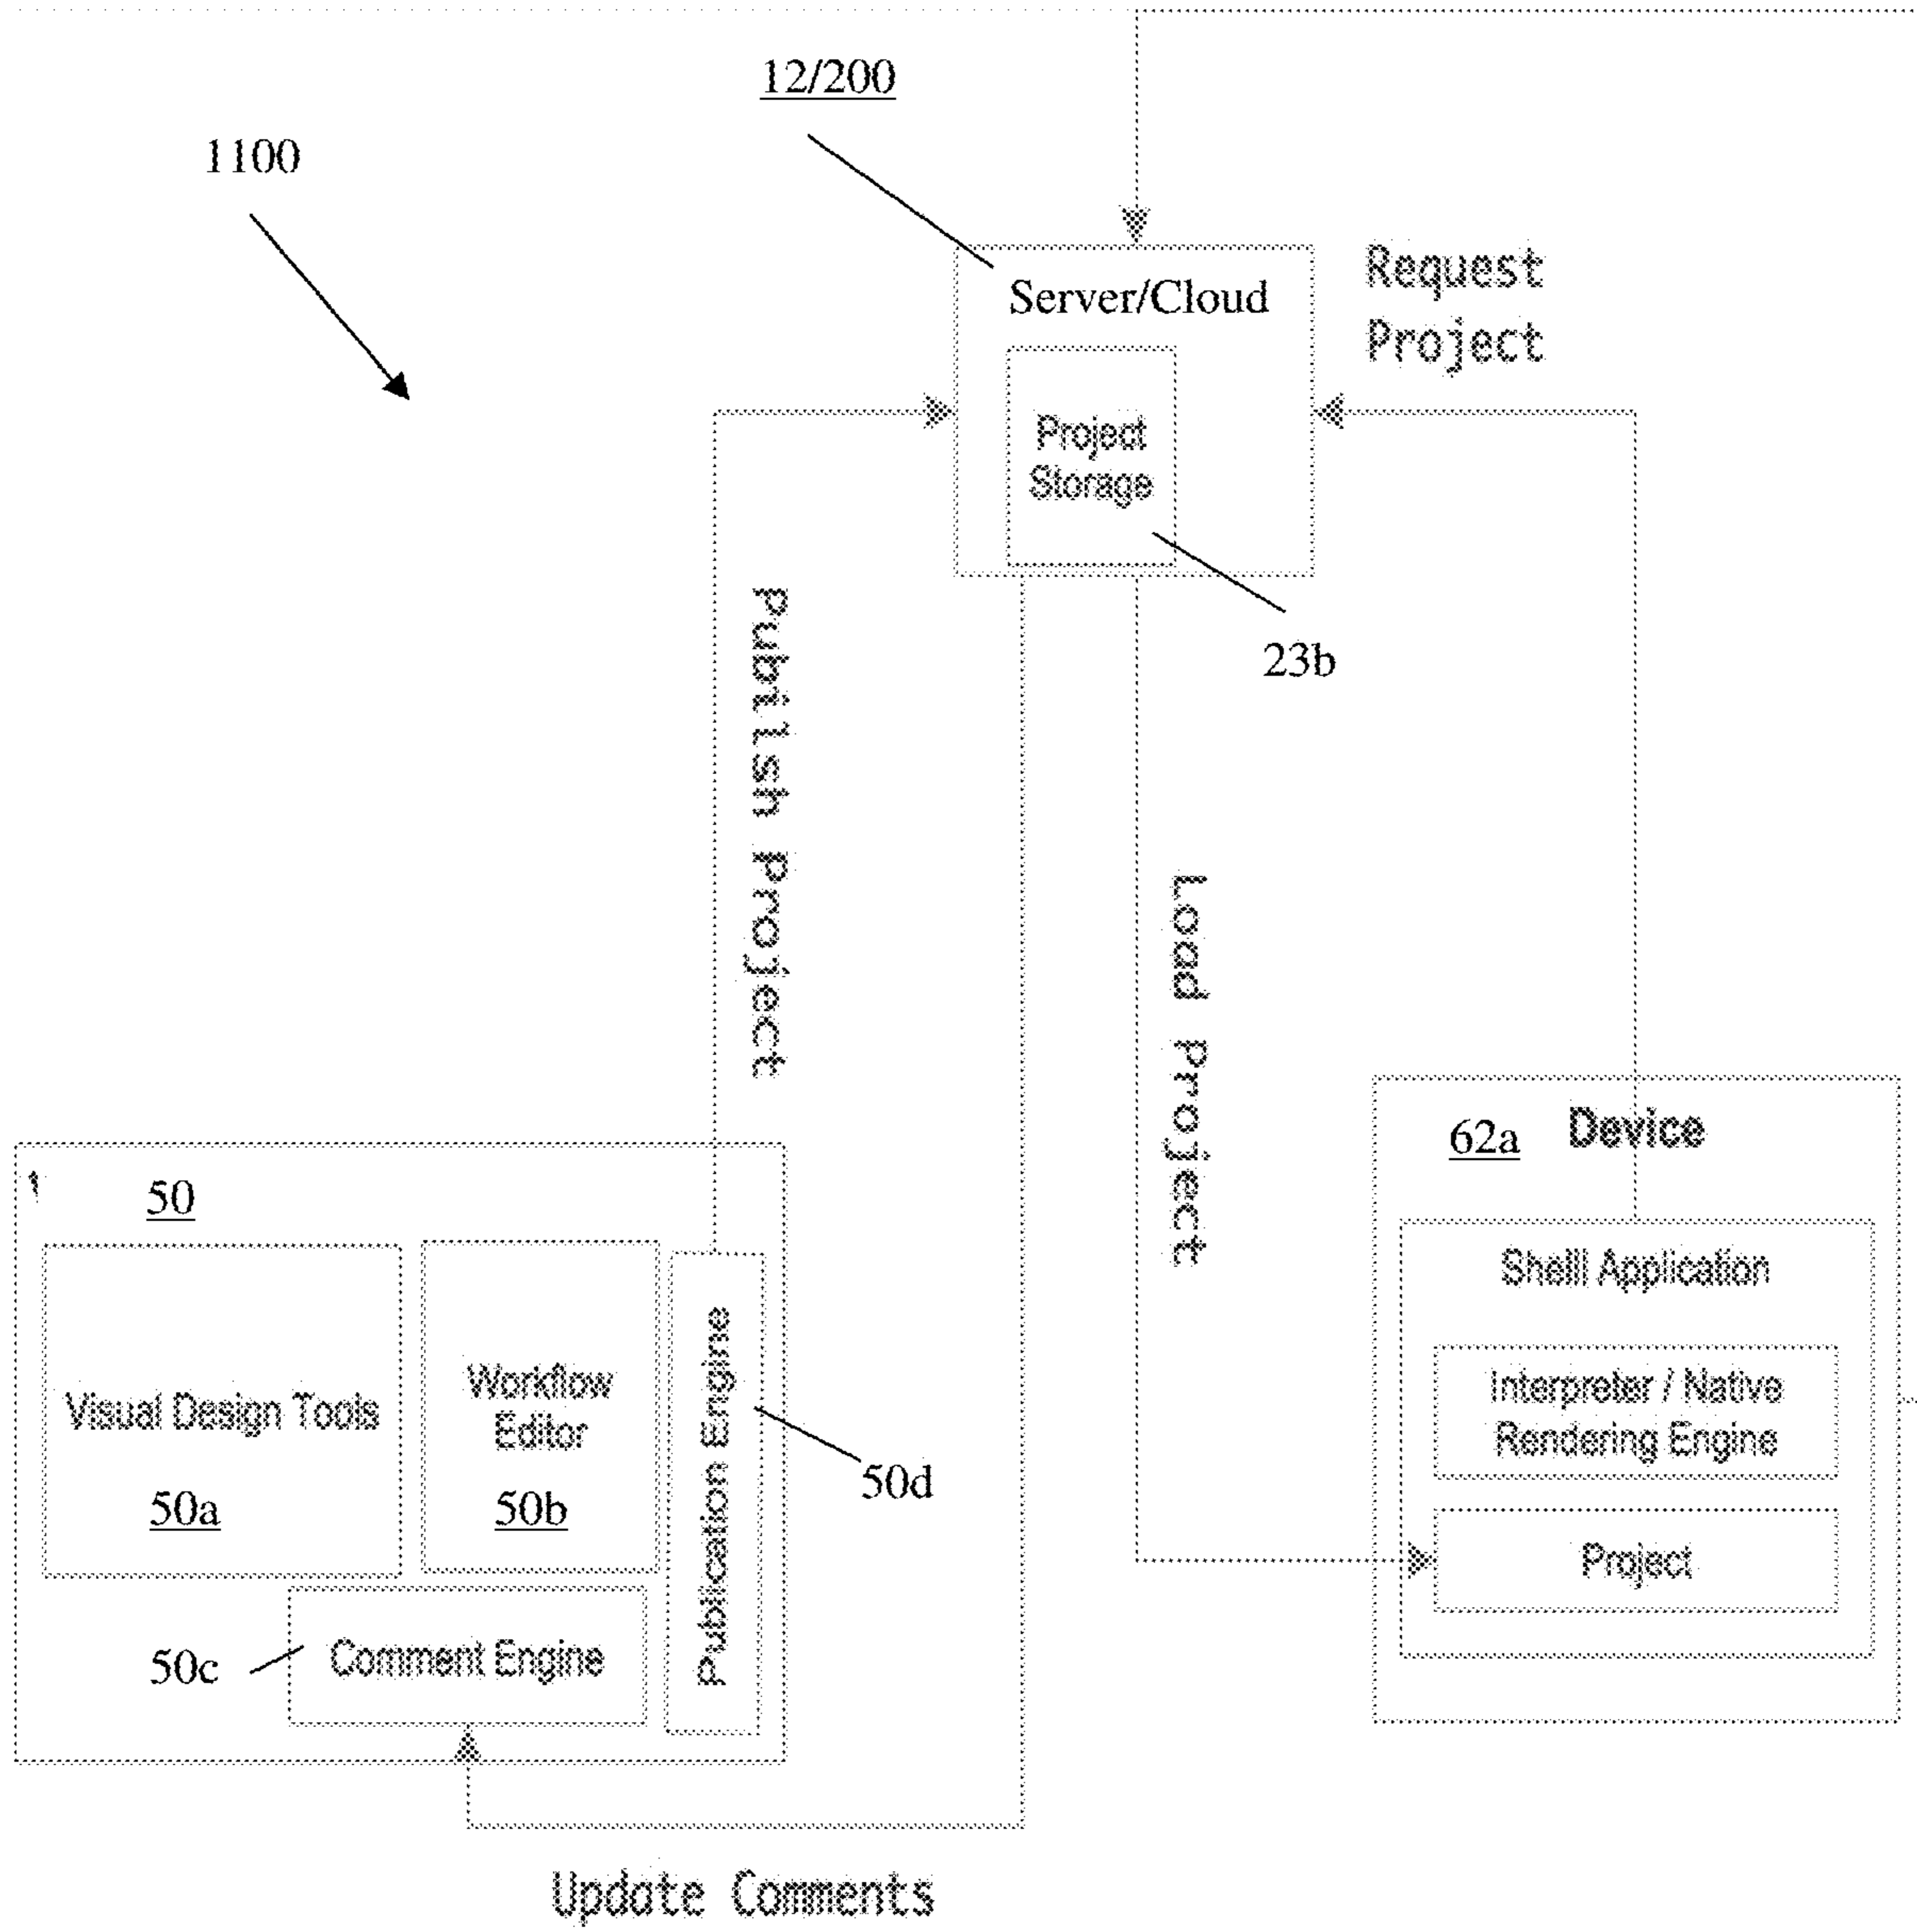 12/200
1100
Server/Cloud
Request
Project
Project
Storage
23b
Publish Project
Load Project
62a
Device
50
Shelll Application
Visual Design Tools
50a
Workflow
Editor
50b
Publication Engine
50d
Interpreter / Native
Rendering Engine
Project
50c
Comment Engine
Update Comments